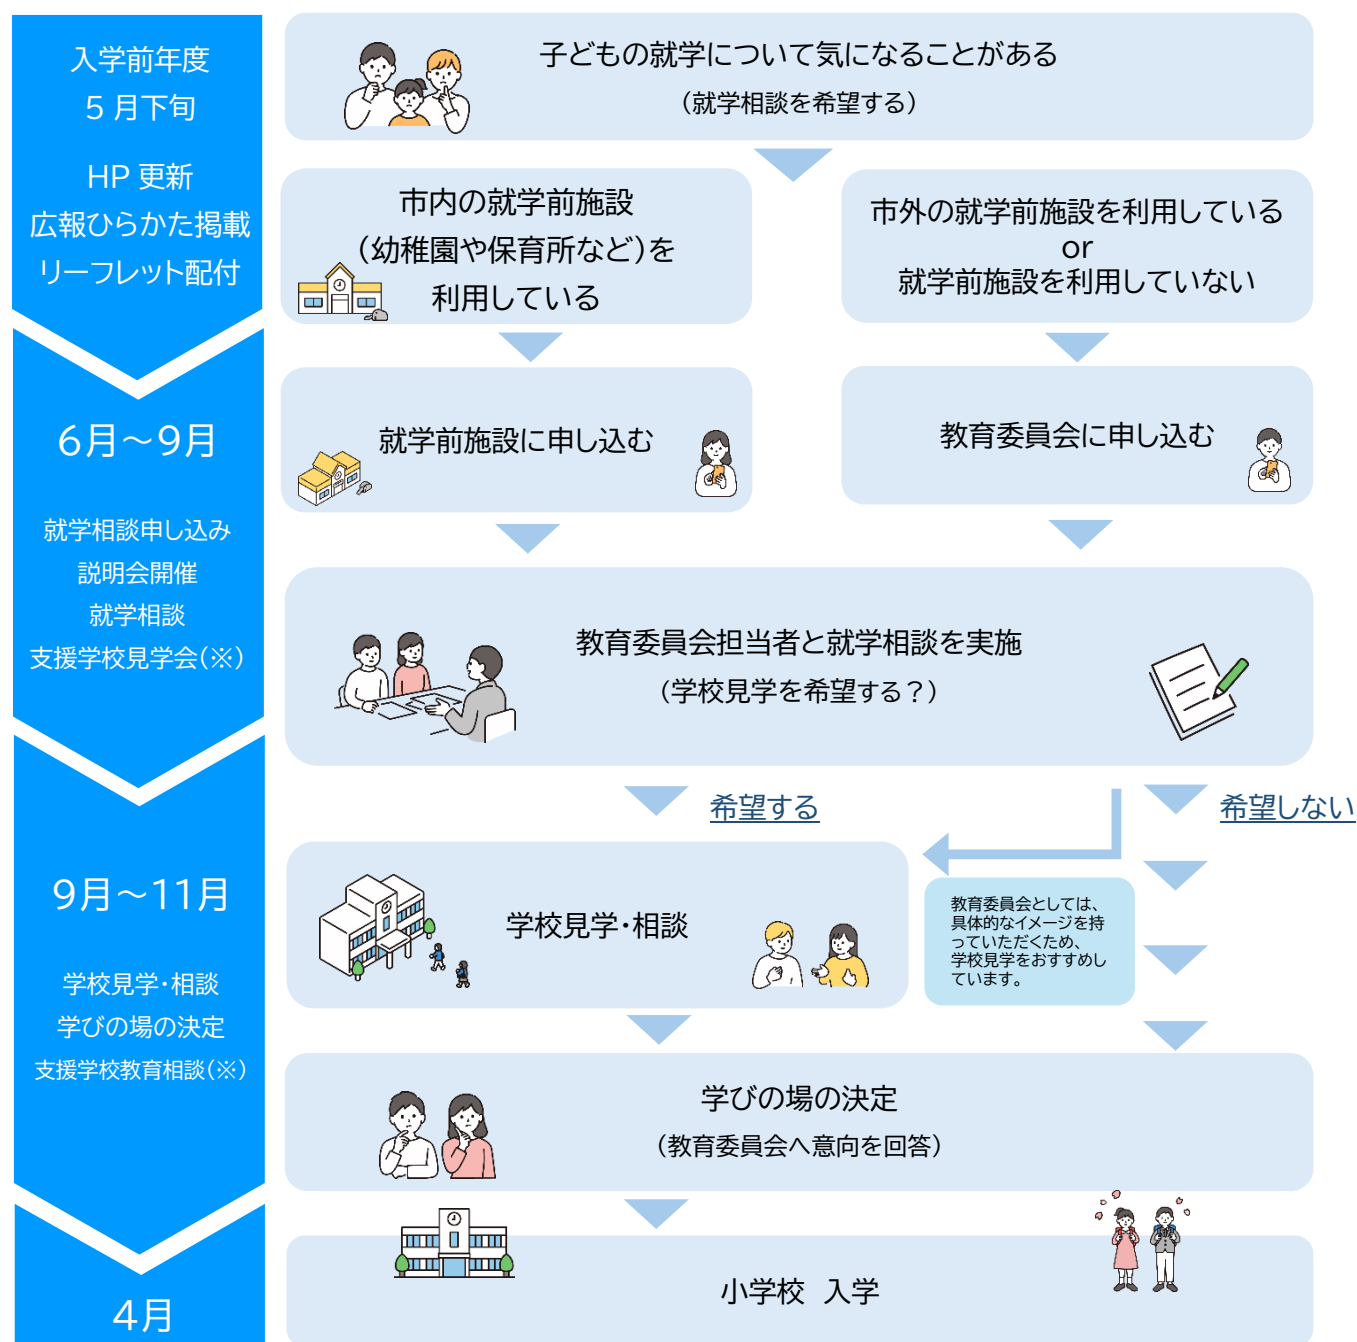 入学前年度
5月下旬
HP 更新
広報ひらかた掲載
リーフレット配付
子どもの就学について気になることがある
（就学相談を希望する）
市内の就学前施設
（幼稚園や保育所など）を
利用している
市外の就学前施設を利用している
or
就学前施設を利用していない
6月～9月
就学相談申し込み
説明会開催
就学相談
支援学校見学会（※）
就学前施設に申し込む
教育委員会に申し込む
教育委員会担当者と就学相談を実施
（学校見学を希望する？）
希望する
希望しない
9月～11月
学校見学・相談
学びの場の決定
支援学校教育相談（※）
学校見学・相談
教育委員会としては、
具体的なイメージを持
っていただくため、
学校見学をおすすめし
ています。
学びの場の決定
（教育委員会へ意向を回答）
4月
小学校　入学